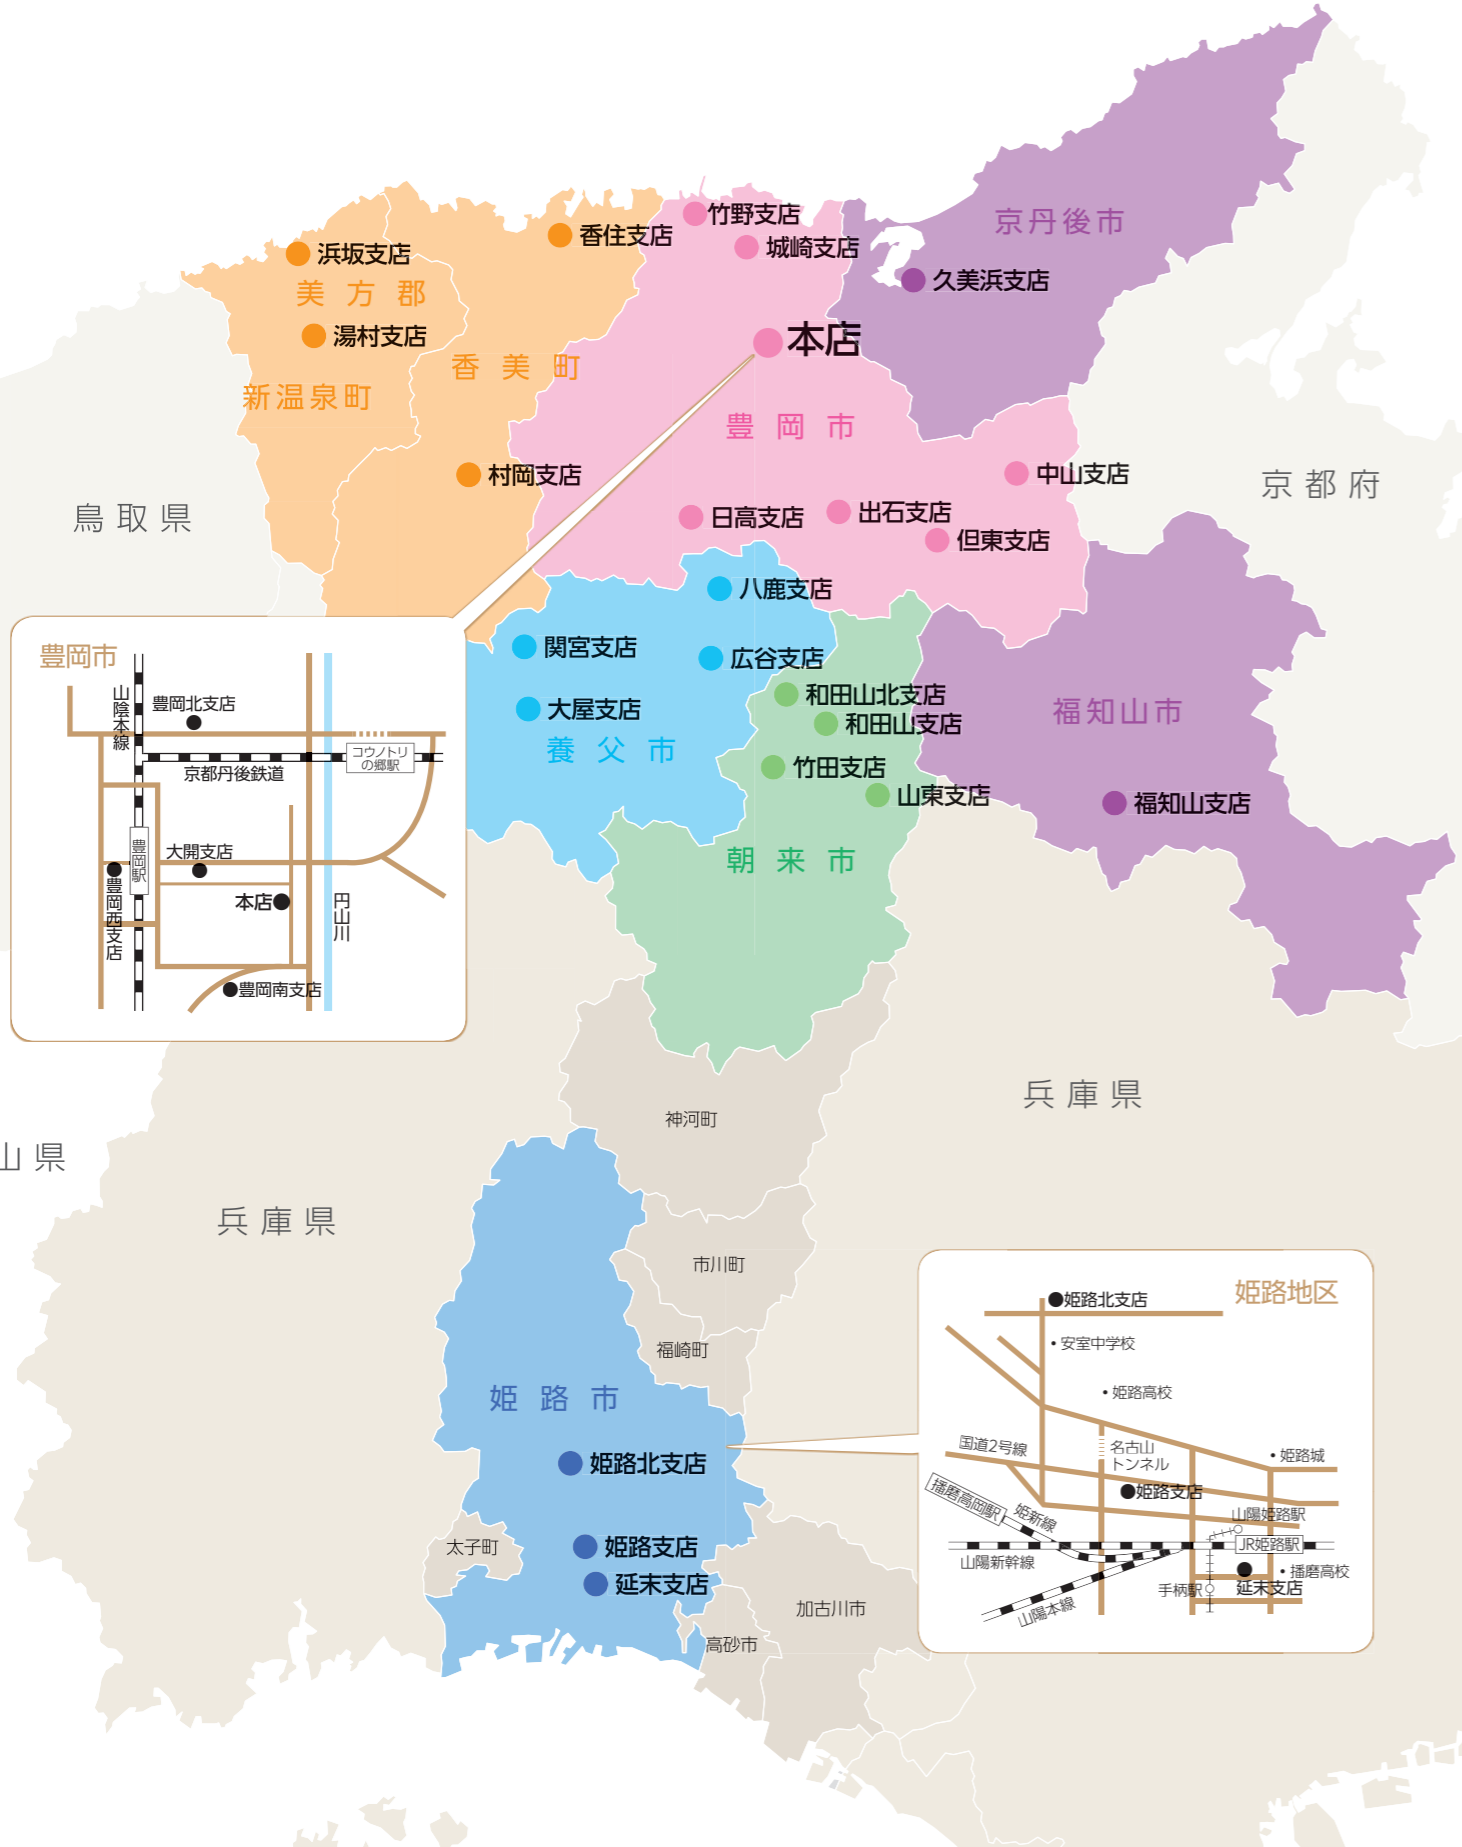 京丹後市
竹野支店
香住支店
城崎支店
浜坂支店
久美浜支店
美方郡
湯村支店
本店
香美町
新温泉町
豊岡市
村岡支店
中山支店
京都府
鳥取県
日高支店
出石支店
但東支店
八鹿支店
関宮支店
広谷支店
和田山北支店
大屋支店
和田山支店
福知山市
養父市
竹田支店
山東支店
福知山支店
朝来市
豊岡市
山陰本線
豊岡北支店
コウノトリ
の郷駅
京都丹後鉄道
豊岡駅
大開支店
豊岡西支店
本店
円山川
豊岡南支店
兵庫県
神河町
山県
兵庫県
市川町
福崎町
姫路市
姫路北支店
太子町
姫路支店
延末支店
加古川市
高砂市
姫路地区
姫路北支店
安室中学校
姫路高校
国道2号線
名古山
トンネル
姫路城
播磨高岡駅
姫路支店
姫新線
山陽姫路駅
JR姫路駅
山陽新幹線
播磨高校
手柄駅
延末支店
山陽本線